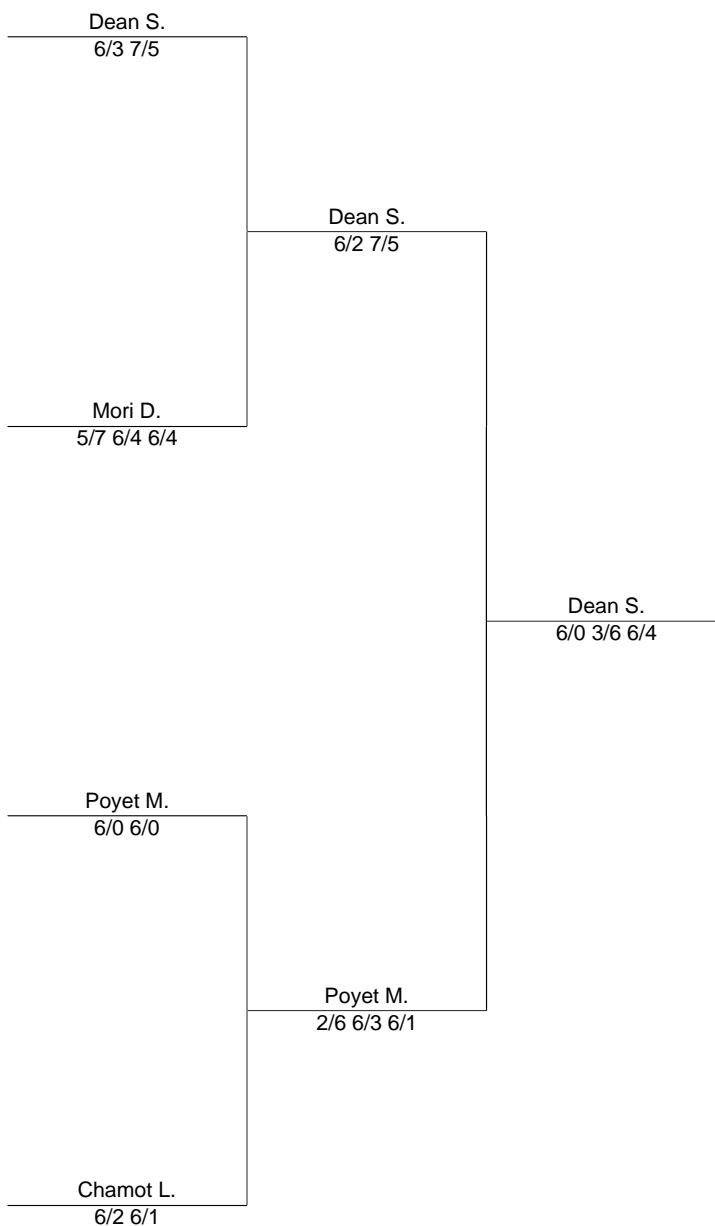 Dean S.
6/3 7/5
Dean S.
6/2 7/5
Mori D.
5/7 6/4 6/4
Dean S.
6/0 3/6 6/4
Poyet M.
6/0 6/0
Poyet M.
2/6 6/3 6/1
Chamot L.
6/2 6/1